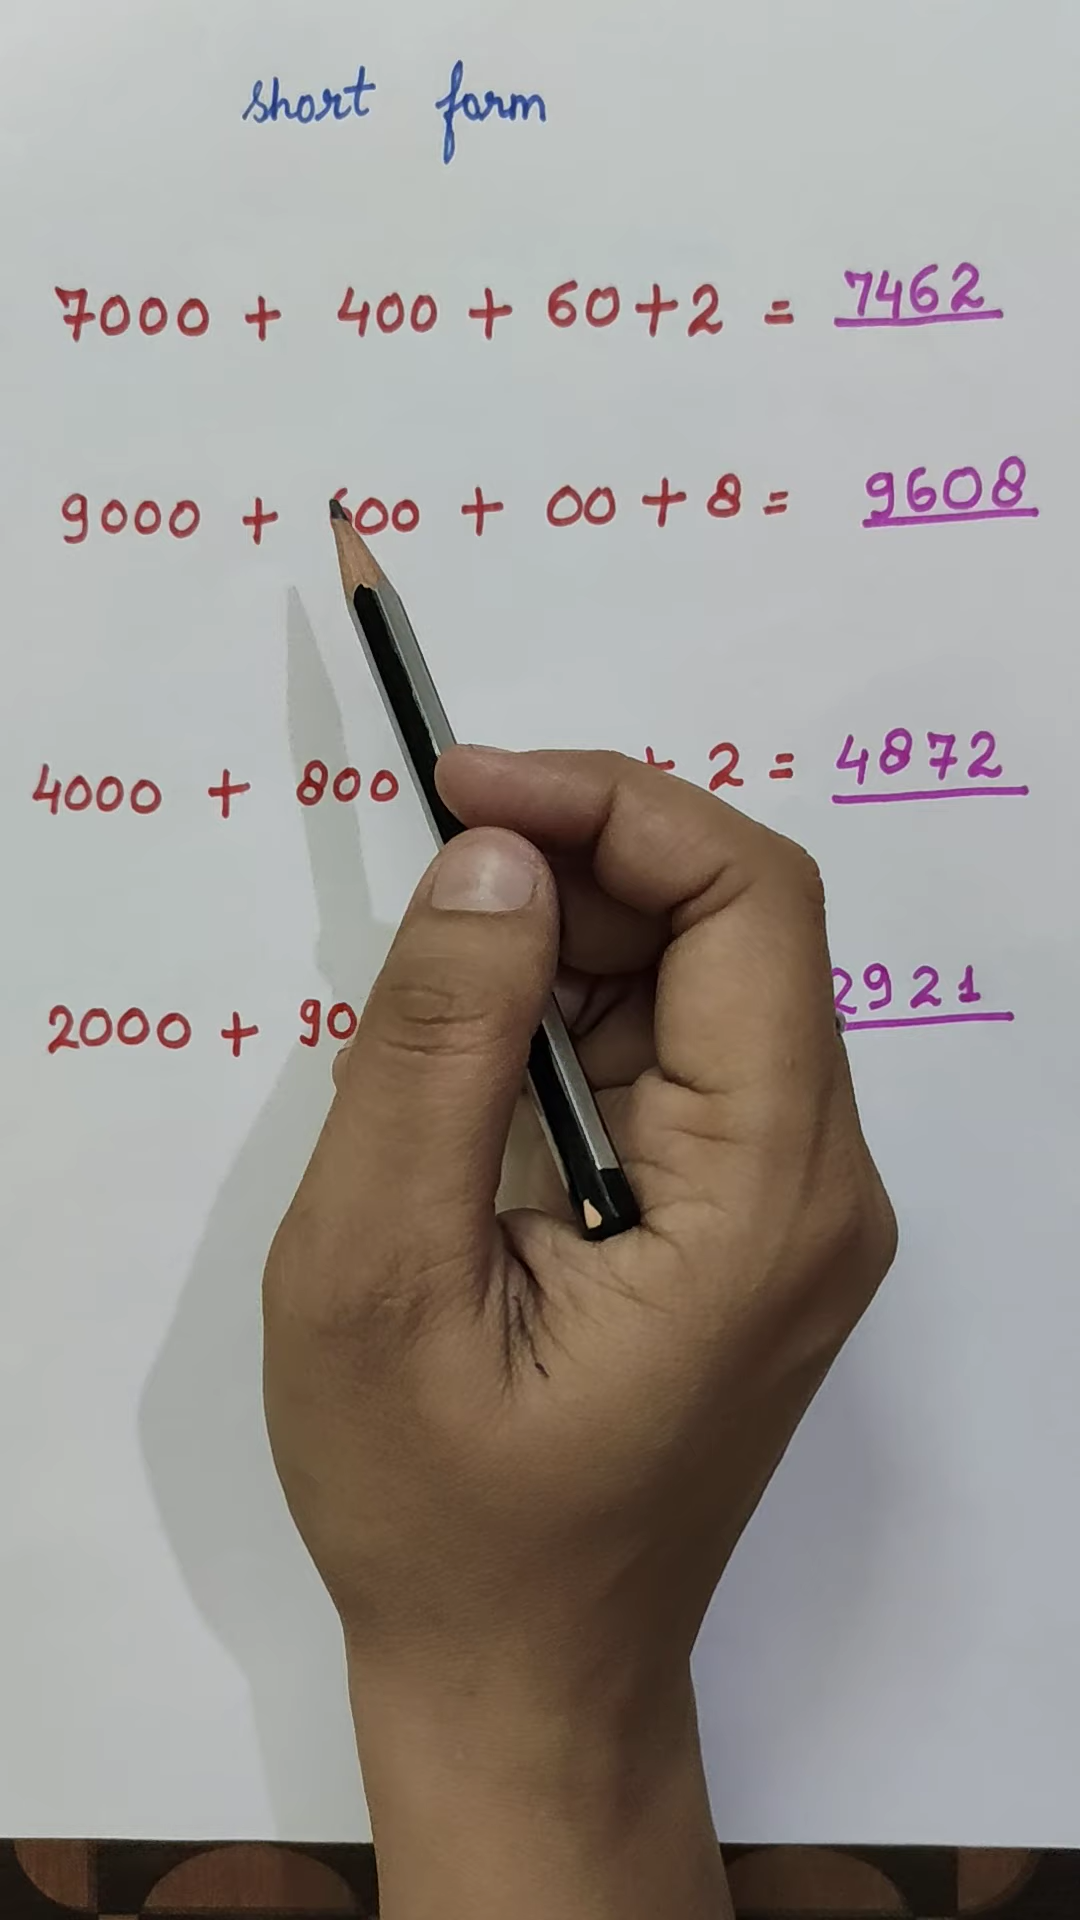 short form
7000 + 400 + 60 + 2 = 7462
9000 + 600 + 00 + 8 = 9608
4000 + 800 + 2 = 4872
2000 + 90 2921